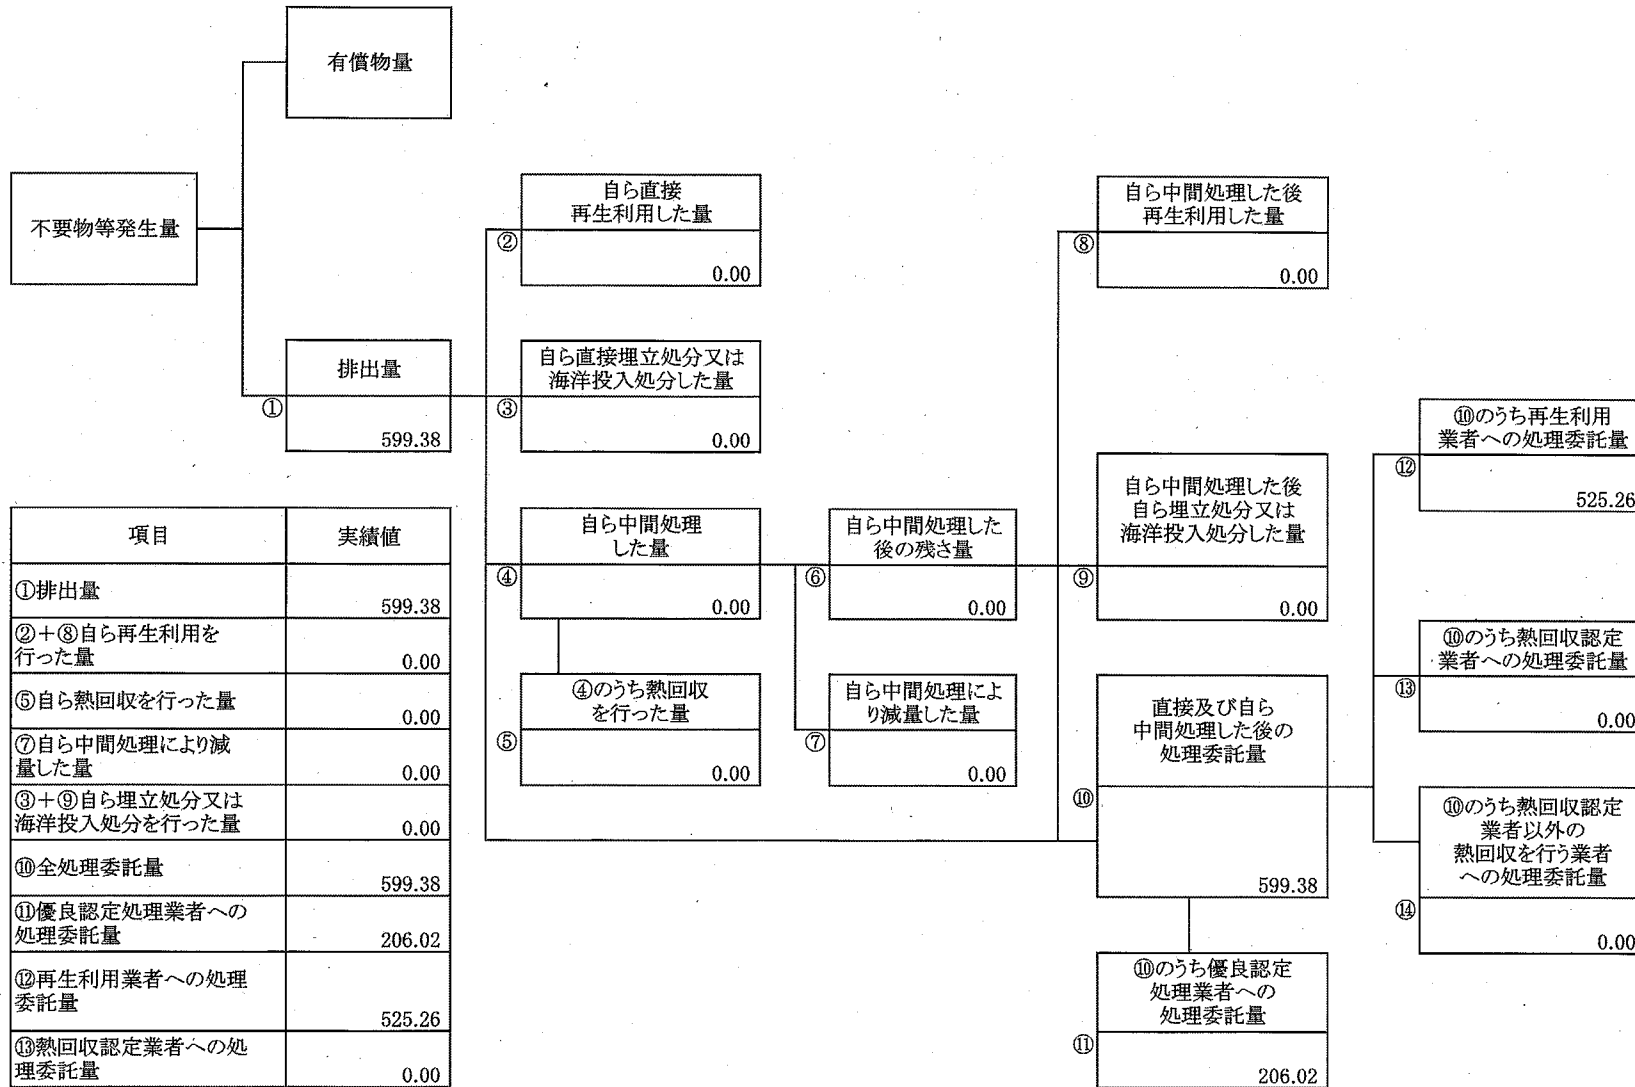 有償物量
不要物等発生量
自ら直接
再生利用した量
②
0.00
自ら中間処理した後
再生利用した量
⑧
0.00
排出量
①
599.38
自ら直接埋立処分又は
海洋投入処分した量
③
0.00
⑩のうち再生利用
業者への処理委託量
⑫
525.26
自ら中間処理
した量
④
0.00
自ら中間処理した
後の残さ量
⑥
0.00
自ら中間処理した後
自ら埋立処分又は
海洋投入処分した量
⑨
0.00
⑩のうち熱回収認定
業者への処理委託量
⑬
0.00
④のうち熱回収
を行った量
⑤
0.00
自ら中間処理によ
り減量した量
⑦
0.00
直接及び自ら
中間処理した後の
処理委託量
⑩
599.38
⑩のうち熱回収認定
業者以外の
熱回収を行う業者
への処理委託量
⑭
0.00
⑩のうち優良認定
処理業者への
処理委託量
⑪
206.02
項目 実績値
①排出量
599.38
②+⑧自ら再生利用を
行った量 0.00
⑤自ら熱回収を行った量
0.00
⑦自ら中間処理により減
量した量 0.00
③+⑨自ら埋立処分又は
海洋投入処分を行った量 0.00
⑩全処理委託量
599.38
⑪優良認定処理業者への
処理委託量 206.02
⑫再生利用業者への処理
委託量
525.26
⑬熱回収認定業者への処
理委託量 0.00